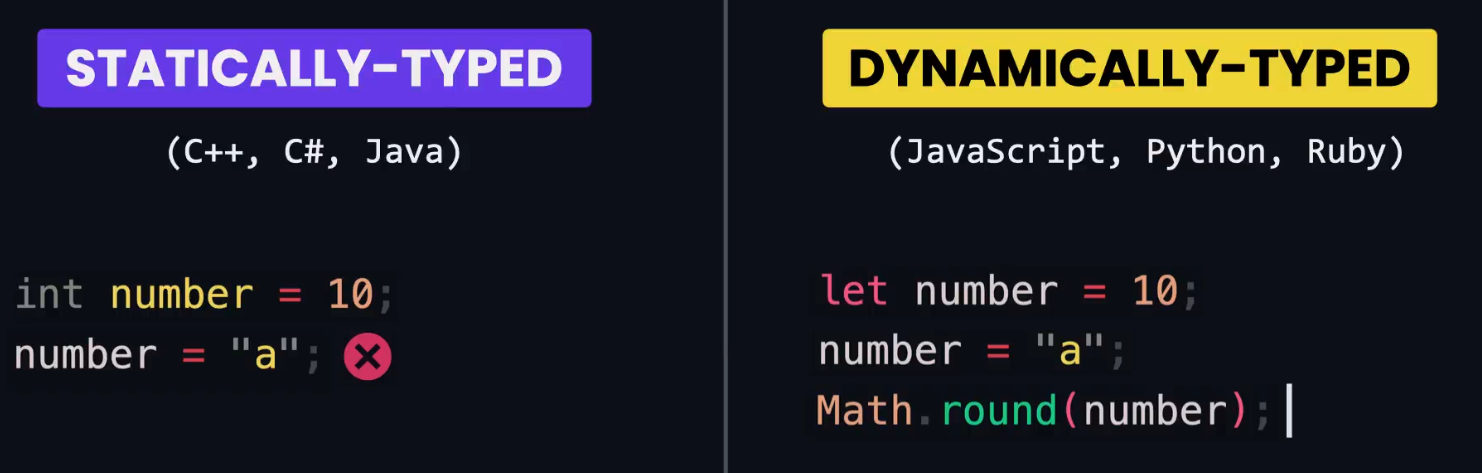 STATICALLY-TYPED
(C++, C#, Java)
int number = 10;
number = "a";
DYNAMICALLY-TYPED
(JavaScript, Python, Ruby)
let number = 10;
number = "a";
Math.round(number);